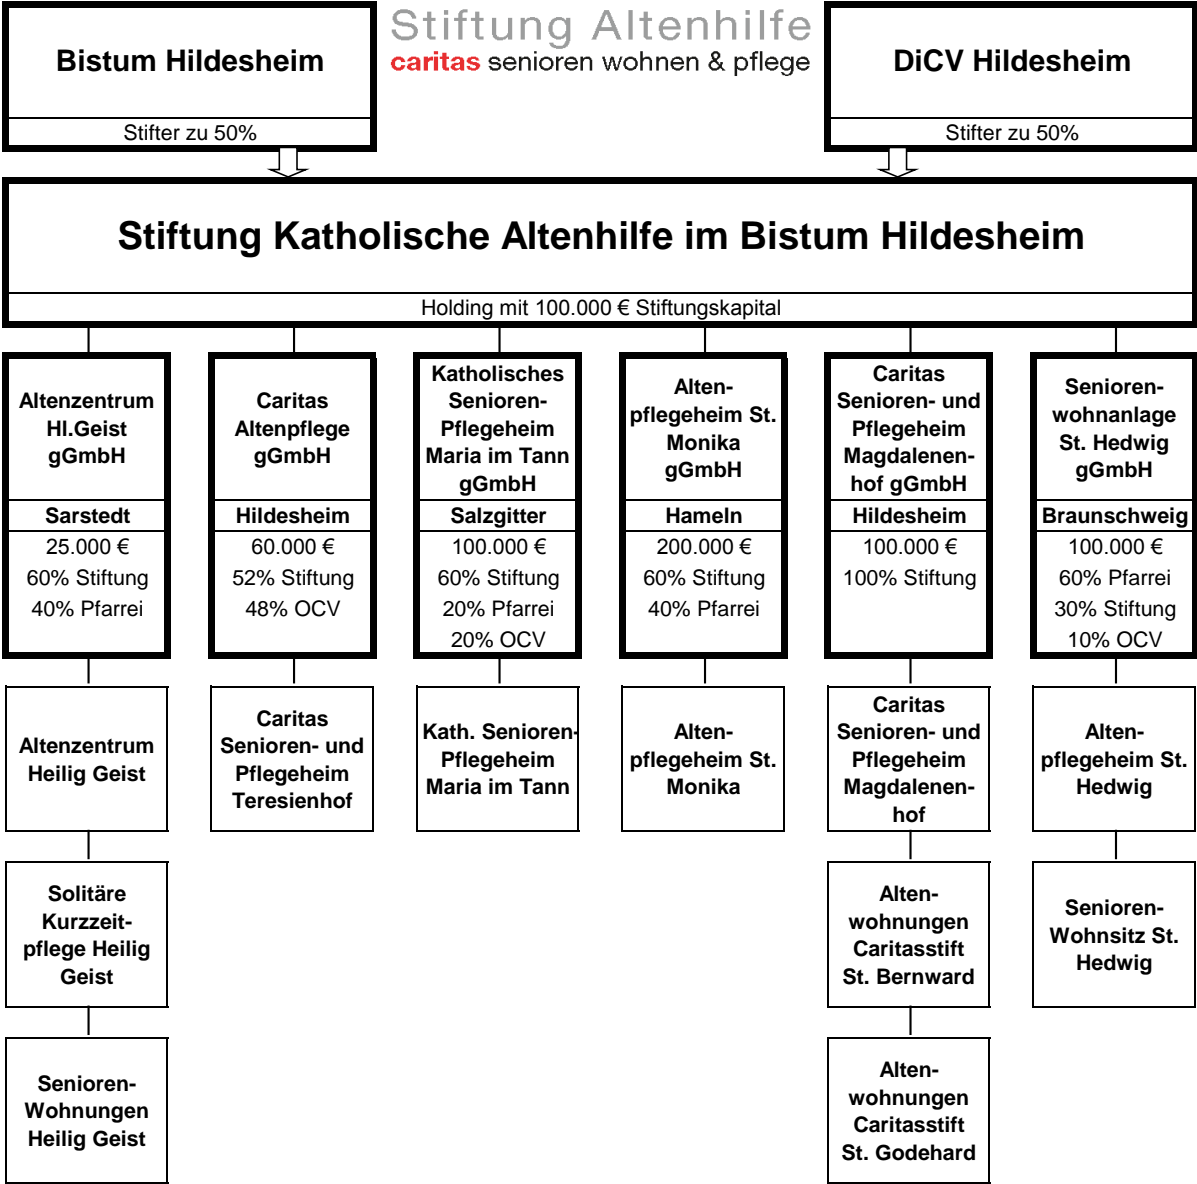 Bistum Hildesheim
Stifter zu 50%
Stiftung Altenhilfe
caritas senioren wohnen & pflege
DiCV Hildesheim
Stifter zu 50%
Stiftung Katholische Altenhilfe im Bistum Hildesheim
Holding mit 100.000 € Stiftungskapital
Altenzentrum
Hl.Geist
gGmbH
Sarstedt
25.000 €
60% Stiftung
40% Pfarrei
Caritas
Altenpflege
gGmbH
Hildesheim
60.000 €
52% Stiftung
48% OCV
Katholisches
Senioren-
Pflegeheim
Maria im Tann
gGmbH
Salzgitter
100.000 €
60% Stiftung
20% Pfarrei
20% OCV
Alten-
pflegeheim St.
Monika
gGmbH
Hameln
200.000 €
60% Stiftung
40% Pfarrei
Caritas
Senioren- und
Pflegeheim
Magdalenen-
hof gGmbH
Hildesheim
100.000 €
100% Stiftung
Senioren-
wohnanlage
St. Hedwig
gGmbH
Braunschweig
100.000 €
60% Pfarrei
30% Stiftung
10% OCV
Altenzentrum
Heilig Geist
Caritas
Senioren- und
Pflegeheim
Teresienhof
Kath. Senioren-
Pflegeheim
Maria im Tann
Alten-
pflegeheim St.
Monika
Caritas
Senioren- und
Pflegeheim
Magdalenen-
hof
Alten-
pflegeheim St.
Hedwig
Solitäre
Kurzzeit-
pflege Heilig
Geist
Alten-
wohnungen
Caritasstift
St. Bernward
Senioren-
Wohnsitz St.
Hedwig
Senioren-
Wohnungen
Heilig Geist
Alten-
wohnungen
Caritasstift
St. Godehard